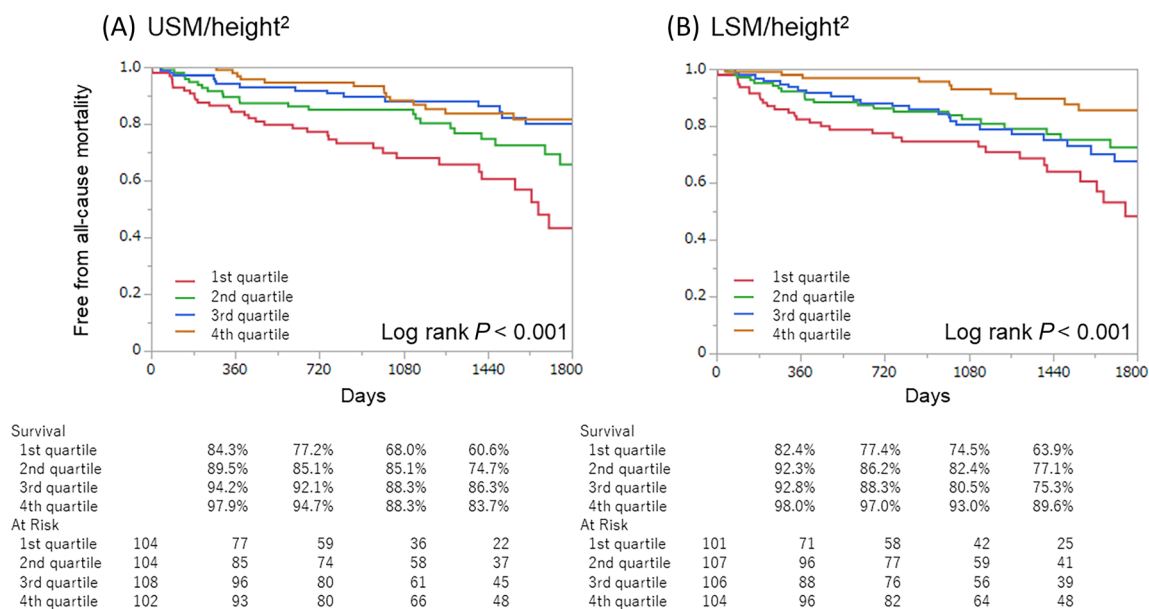 (A) USM/height²
Free from all-cause mortality
1.0
0.8
0.6
0.4
0.2
0
1st quartile
2nd quartile
3rd quartile
4th quartile
Log rank P < 0.001
0 360 720 1080 1440 1800
Days
Survival
1st quartile 84.3% 77.2% 68.0% 60.6%
2nd quartile 89.5% 85.1% 85.1% 74.7%
3rd quartile 94.2% 92.1% 88.3% 86.3%
4th quartile 97.9% 94.7% 88.3% 83.7%
At Risk
1st quartile 104 77 59 36 22
2nd quartile 104 85 74 58 37
3rd quartile 108 96 80 61 45
4th quartile 102 93 80 66 48
(B) LSM/height²
1.0
0.8
0.6
0.4
0.2
0
1st quartile
2nd quartile
3rd quartile
4th quartile
Log rank P < 0.001
0 360 720 1080 1440 1800
Days
Survival
1st quartile 82.4% 77.4% 74.5% 63.9%
2nd quartile 92.3% 86.2% 82.4% 77.1%
3rd quartile 92.8% 88.3% 80.5% 75.3%
4th quartile 98.0% 97.0% 93.0% 89.6%
At Risk
1st quartile 101 71 58 42 25
2nd quartile 107 96 77 59 41
3rd quartile 106 88 76 56 39
4th quartile 104 96 82 64 48